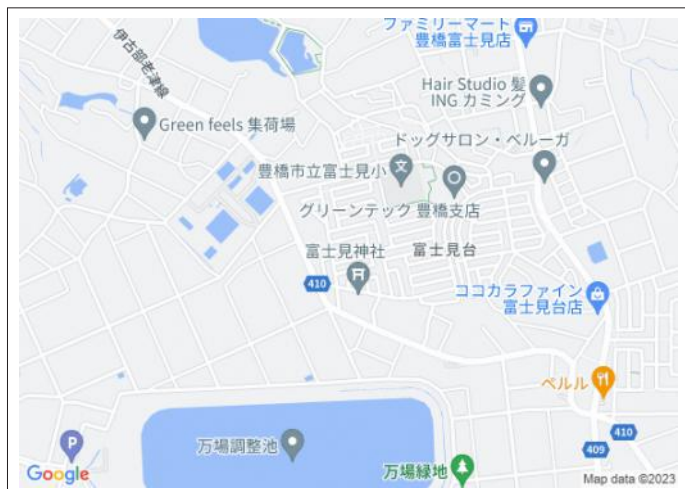 ファミリーマート
豊橋富士見店
伊古部老津線
Hair Studio 髪
ING カミング
Green feels 集荷場
ドッグサロン・ベルーガ
豊橋市立富士見小
文
グリーンテック 豊橋支店
富士見神社
富士見台
410
ココカラファイン
富士見台店
ベルル
410
409
P
万場調整池
万場緑地
Google
Map data ©2023